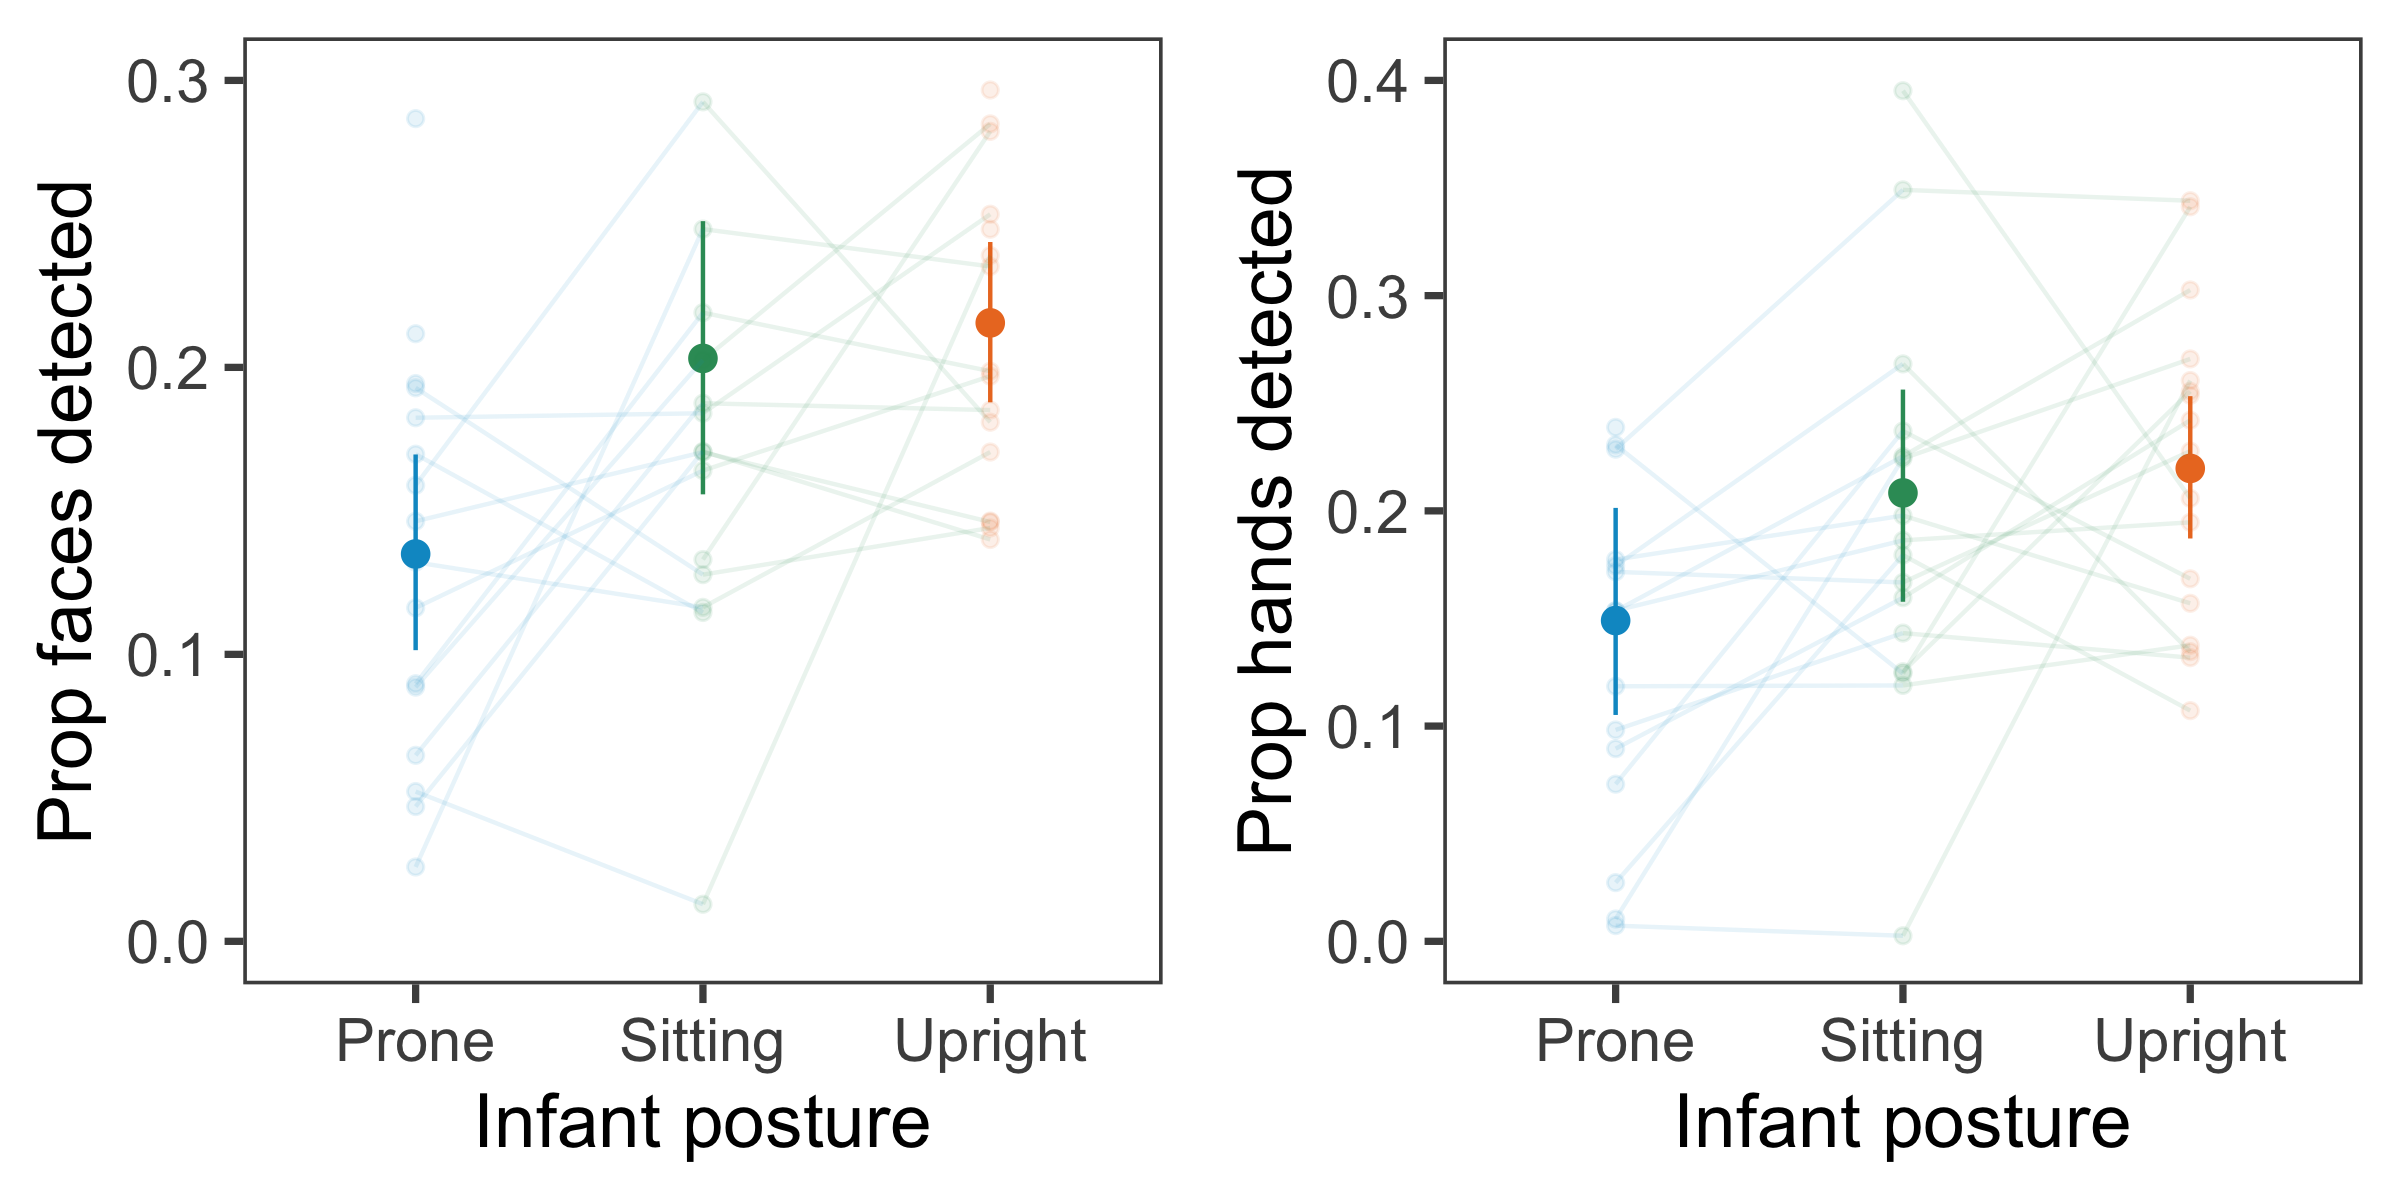 Prop faces detected
0.3
0.2
0.1
0.0
Prone Sitting Upright
Infant posture
Prop hands detected
0.4
0.3
0.2
0.1
0.0
Prone Sitting Upright
Infant posture